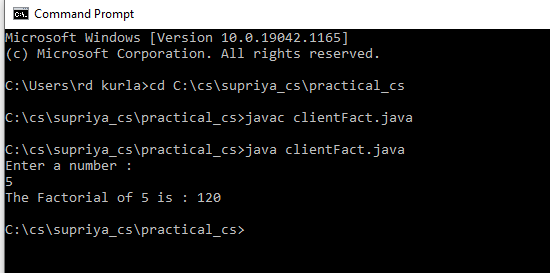 Command Prompt
Microsoft Windows [Version 10.0.19042.1165]
(c) Microsoft Corporation. All rights reserved.
C:\Users\rd kurla>cd C:\cs\supriya_cs\practical_cs
C:\cs\supriya_cs\practical_cs>javac clientFact.java
C:\cs\supriya_cs\practical_cs>java clientFact.java
Enter a number :
5
The Factorial of 5 is : 120
C:\cs\supriya_cs\practical_cs>